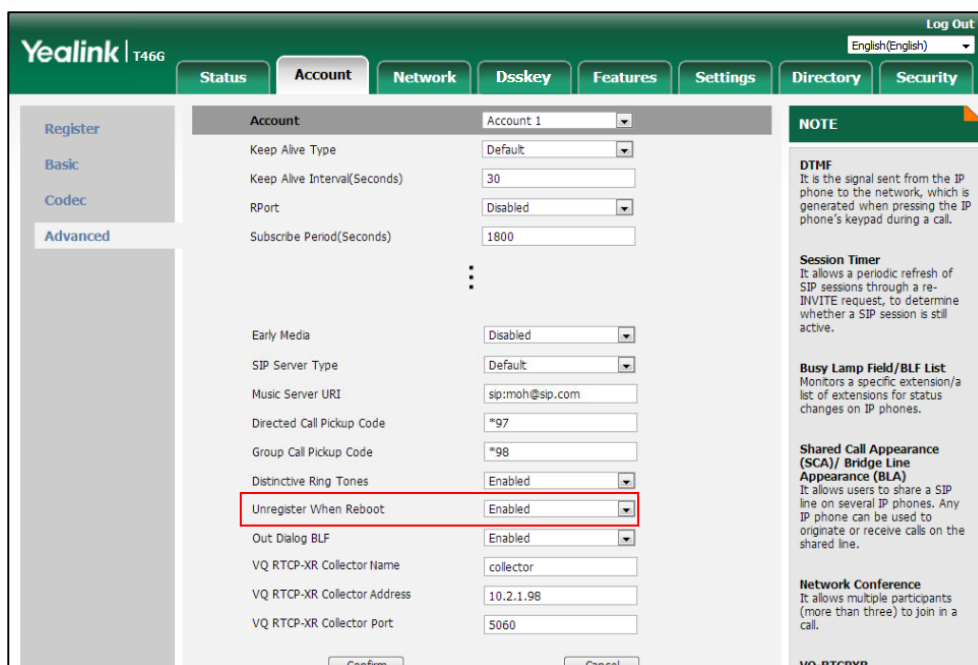 Log Out
Yealink | T46G
English(English)
Status Account Network Dsskey Features Settings Directory Security
Register
Basic
Codec
Advanced
Account Account 1
Keep Alive Type Default
Keep Alive Interval(Seconds) 30
RPort Disabled
Subscribe Period(Seconds) 1800
Early Media Disabled
SIP Server Type Default
Music Server URI sip:moh@sip.com
Directed Call Pickup Code *97
Group Call Pickup Code *98
Distinctive Ring Tones Enabled
Unregister When Reboot Enabled
Out Dialog BLF Enabled
VQ RTCP-XR Collector Name collector
VQ RTCP-XR Collector Address 10.2.1.98
VQ RTCP-XR Collector Port 5060
Confirm Cancel
NOTE
DTMF
It is the signal sent from the IP
phone to the network, which is
generated when pressing the IP
phone's keypad during a call.
Session Timer
It allows a periodic refresh of
SIP sessions through a re-
INVITE request, to determine
whether a SIP session is still
active.
Busy Lamp Field/BLF List
Monitors a specific extension/a
list of extensions for status
changes on IP phones.
Shared Call Appearance
(SCA)/ Bridge Line
Appearance (BLA)
It allows users to share a SIP
line on several IP phones. Any
IP phone can be used to
originate or receive calls on the
shared line.
Network Conference
It allows multiple participants
(more than three) to join in a
call.
VQ-RTCPXR